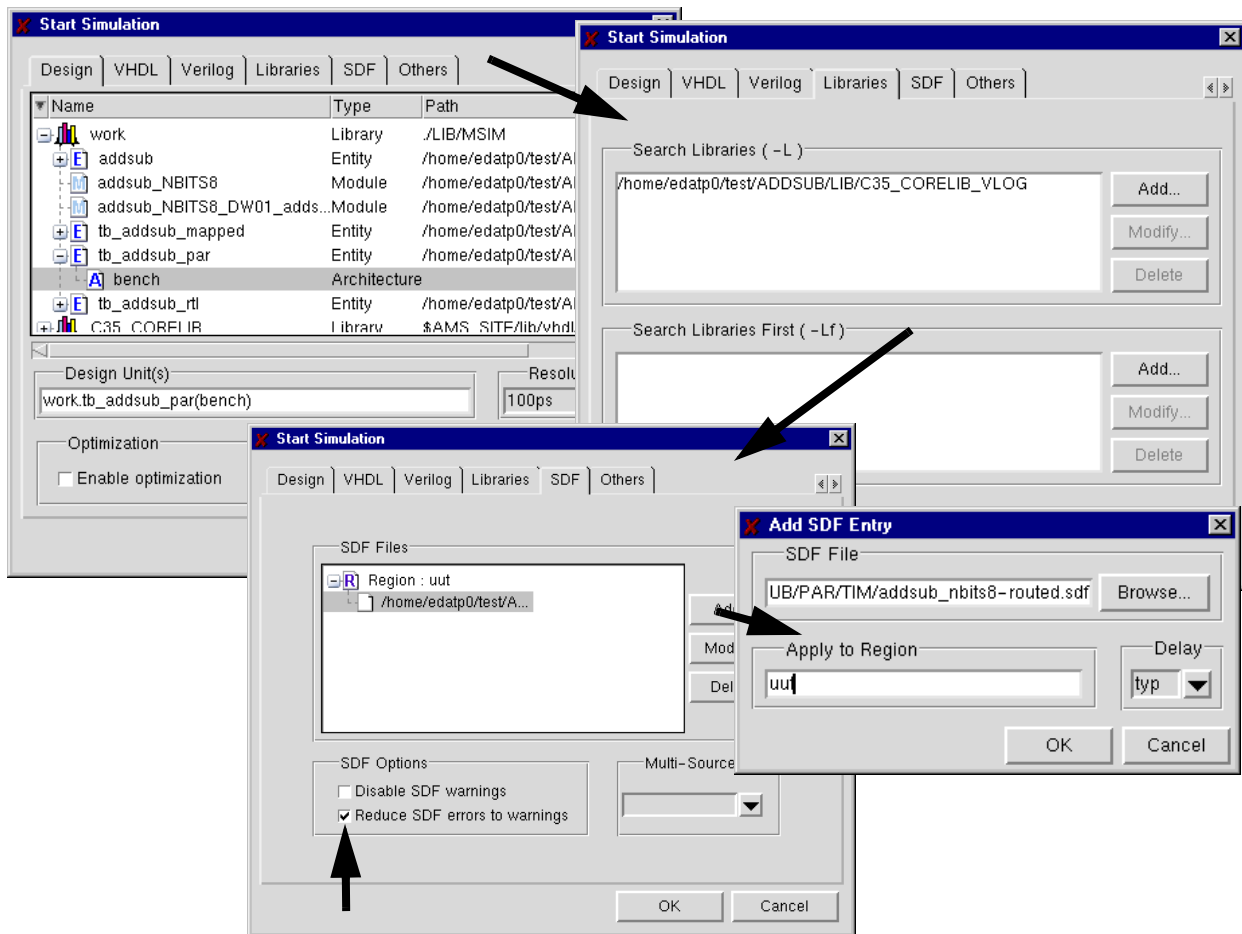 Start Simulation
Design VHDL Verilog Libraries SDF Others
Name Type Path
work Library ./LIB/MSIM
addsub Entity /home/edatp0/test/A
addsub_NBITS8 Module /home/edatp0/test/A
addsub_NBITS8_DW01_adds... Module /home/edatp0/test/A
tb_addsub_mapped Entity /home/edatp0/test/A
tb_addsub_par Entity /home/edatp0/test/A
bench Architecture
tb_addsub_rtl Entity /home/edatp0/test/A
C35_CORELIB Library $AMS_SITE/lib/vhdl
Design Unit(s)
Resolu
work.tb_addsub_par(bench)
100ps
Optimization
Enable optimization
Start Simulation
Design VHDL Verilog Libraries SDF Others
Search Libraries ( -L )
/home/edatp0/test/ADDSUB/LIB/C35_CORELIB_VLOG
Add...
Modify...
Delete
Search Libraries First ( -Lf )
Add...
Modify...
Delete
Start Simulation
Design VHDL Verilog Libraries SDF Others
SDF Files
Region : uut
/home/edatp0/test/A...
Add
Mod
Del
SDF Options
Disable SDF warnings
Reduce SDF errors to warnings
Multi-Source
OK Cancel
Add SDF Entry
SDF File
UB/PAR/TIM/addsub_nbits8-routed.sdf
Browse...
Apply to Region
uut
Delay
typ
OK Cancel